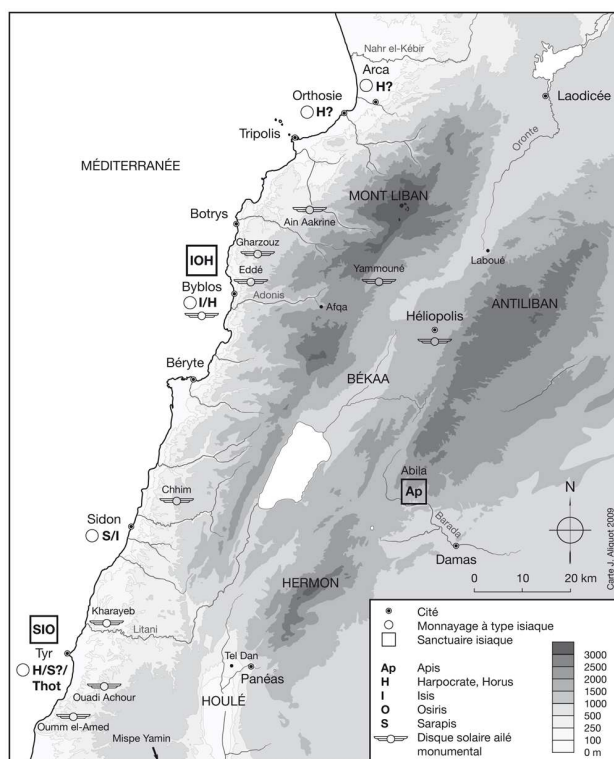 Nahr el-Kébir
Arca
H?
Orthosie
H?
Laodicée
Tripolis
Oronte
MÉDITERRANÉE
MONT LIBAN
Botrys
Ain Aakrine
Gharzouz
IOH
Eddé
Yammouné
Laboué
Byblos
I/H
Adonis
Afqa
ANTILIBAN
Héliopolis
Béryte
BÉKAA
Abila
Ap
N
Chhim
Barada
Sidon
S/I
Damas
0 10 20 km
Carte J. Aliquot 2009
HERMON
Kharayeb
SIO
Litani
Tyr
H/S?/
Thot
Tel Dan
Panéas
Ouadi Achour
HOULÉ
Oumm el-Amed
Mispe Yamin
Cité
Monnayage à type isiaque
Sanctuaire isiaque
Ap Apis
H Harpocrate, Horus
I Isis
O Osiris
S Sarapis
Disque solaire ailé
monumental
3000
2500
2000
1500
1000
500
250
100
0 m